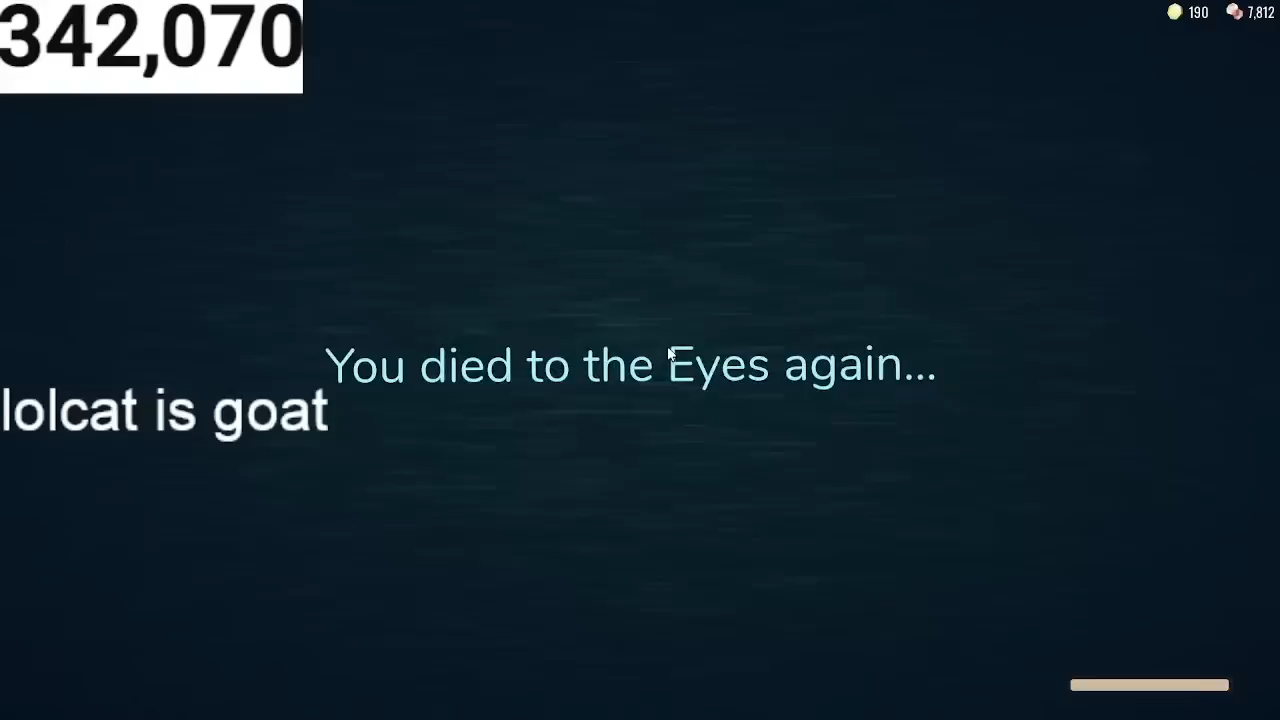 342,070
190 7,812
You died to the Eyes again...
lolcat is goat